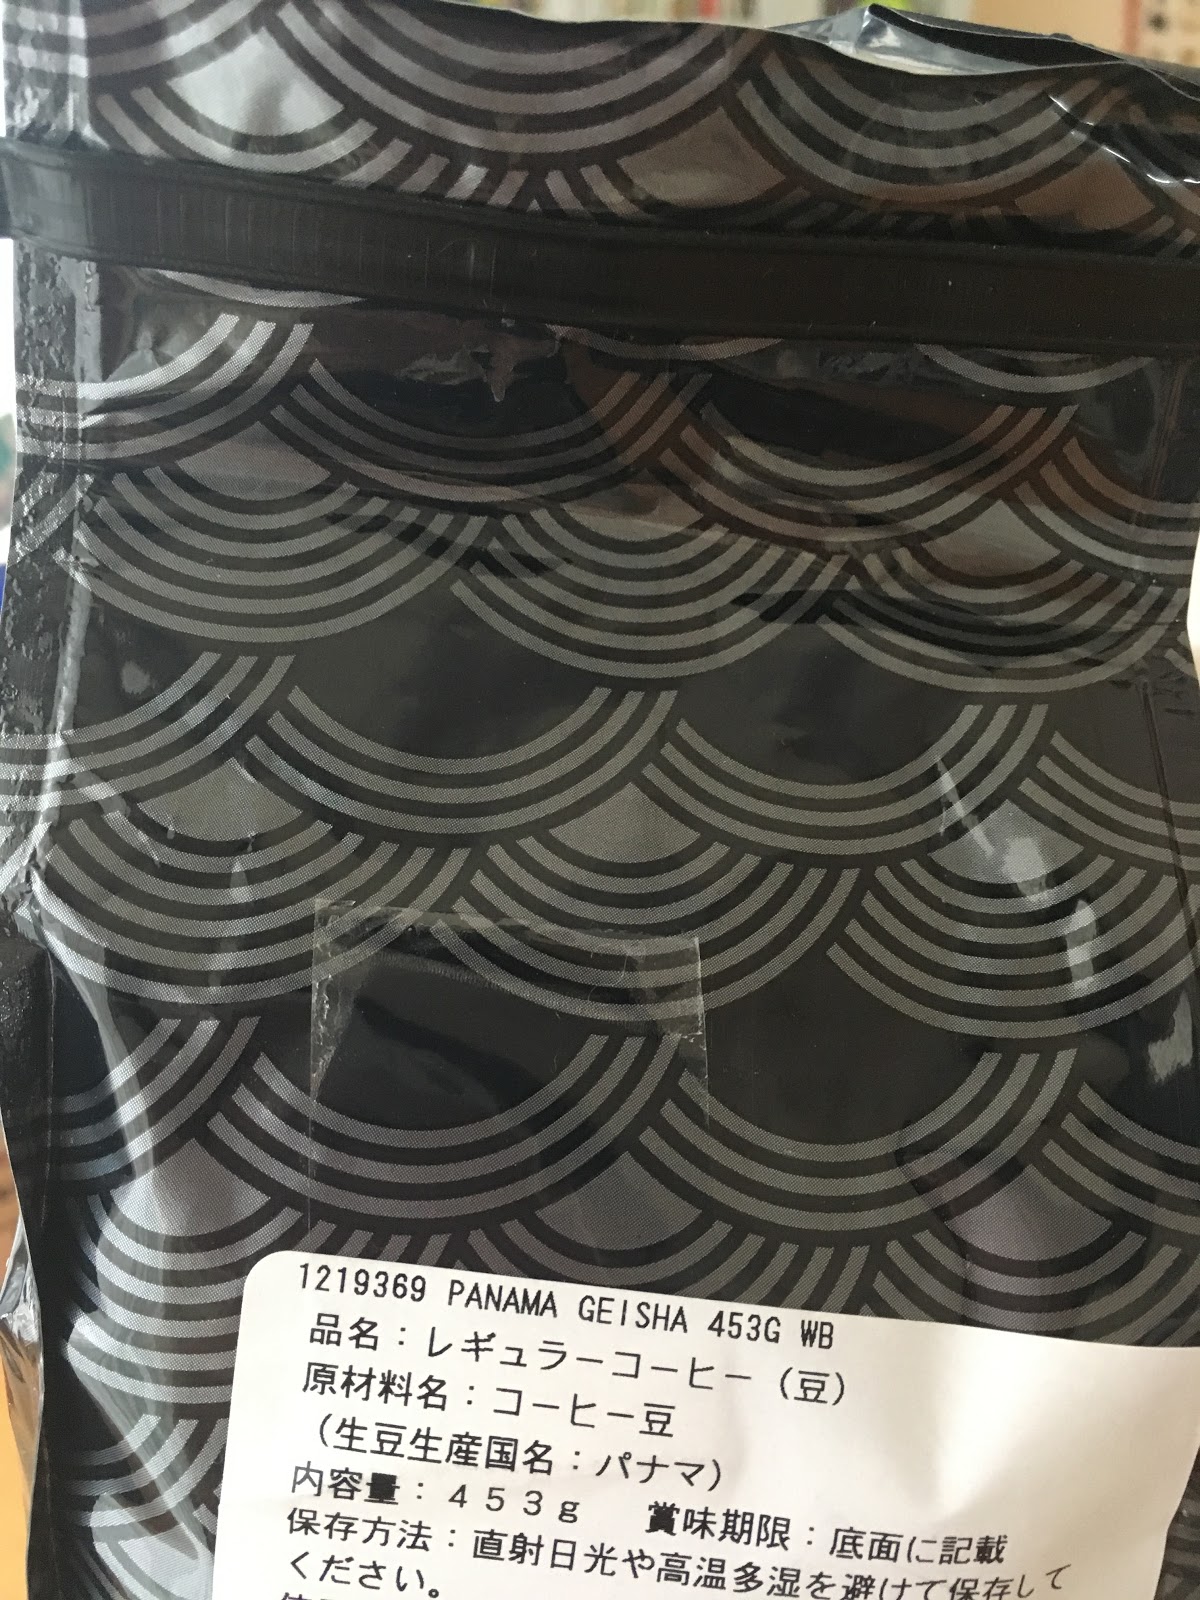 1219369 PANAMA GEISHA 453G WB
品名：レギュラーコーヒー（豆）
原材料名：コーヒー豆
（生豆生産国名：パナマ）
内容量：４５３ｇ　賞味期限：底面に記載
保存方法：直射日光や高温多湿を避けて保存して
ください。